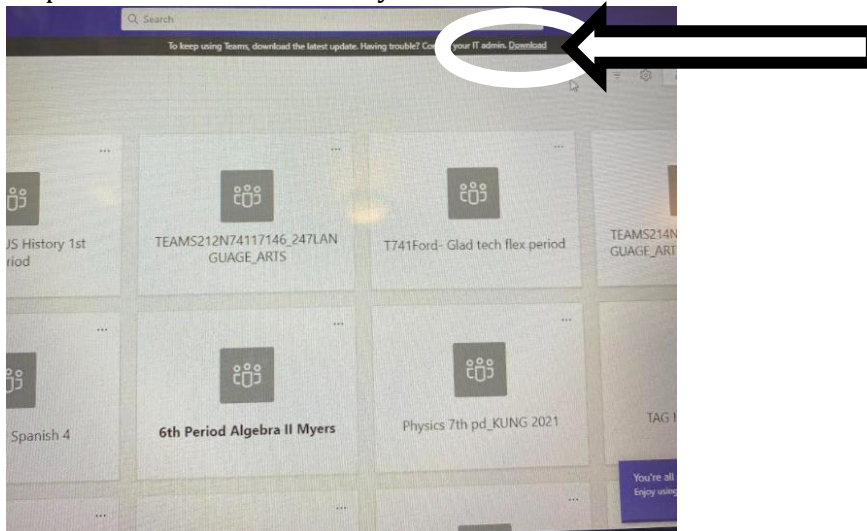 Search
To keep using Teams, download the latest update. Having trouble? Co your IT admin. Download
US History 1st
riod
TEAMS212N74117146_247LAN
GUAGE_ARTS
T741Ford- Glad tech flex period
TEAMS214N
GUAGE_ART
Spanish 4
6th Period Algebra II Myers
Physics 7th pd_KUNG 2021
TAG
You're all
Enjoy using